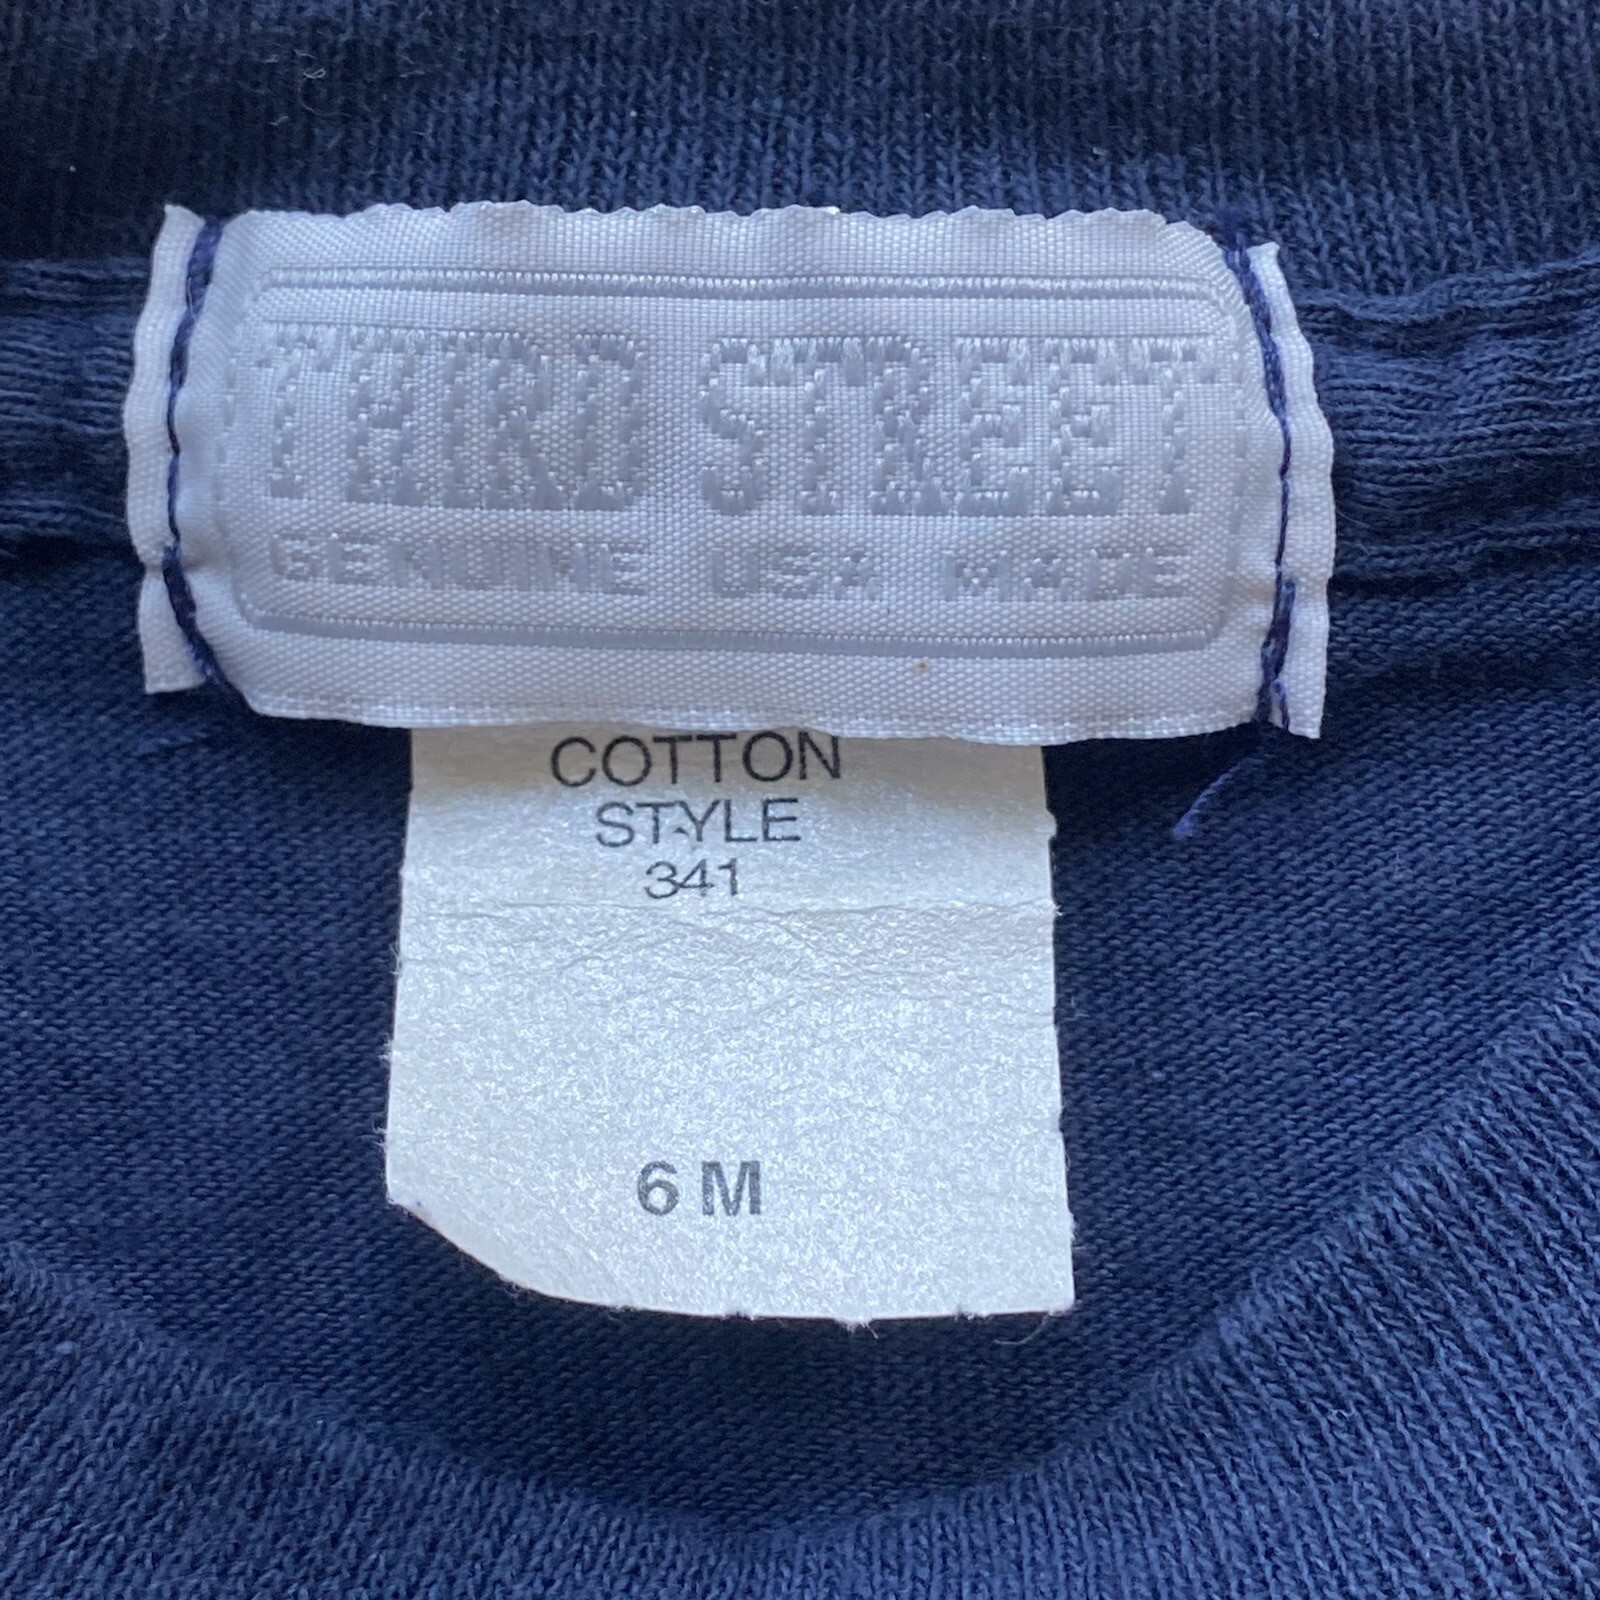 THIRD STREET
GENUINE USA MADE
COTTON
STYLE
341
6 M